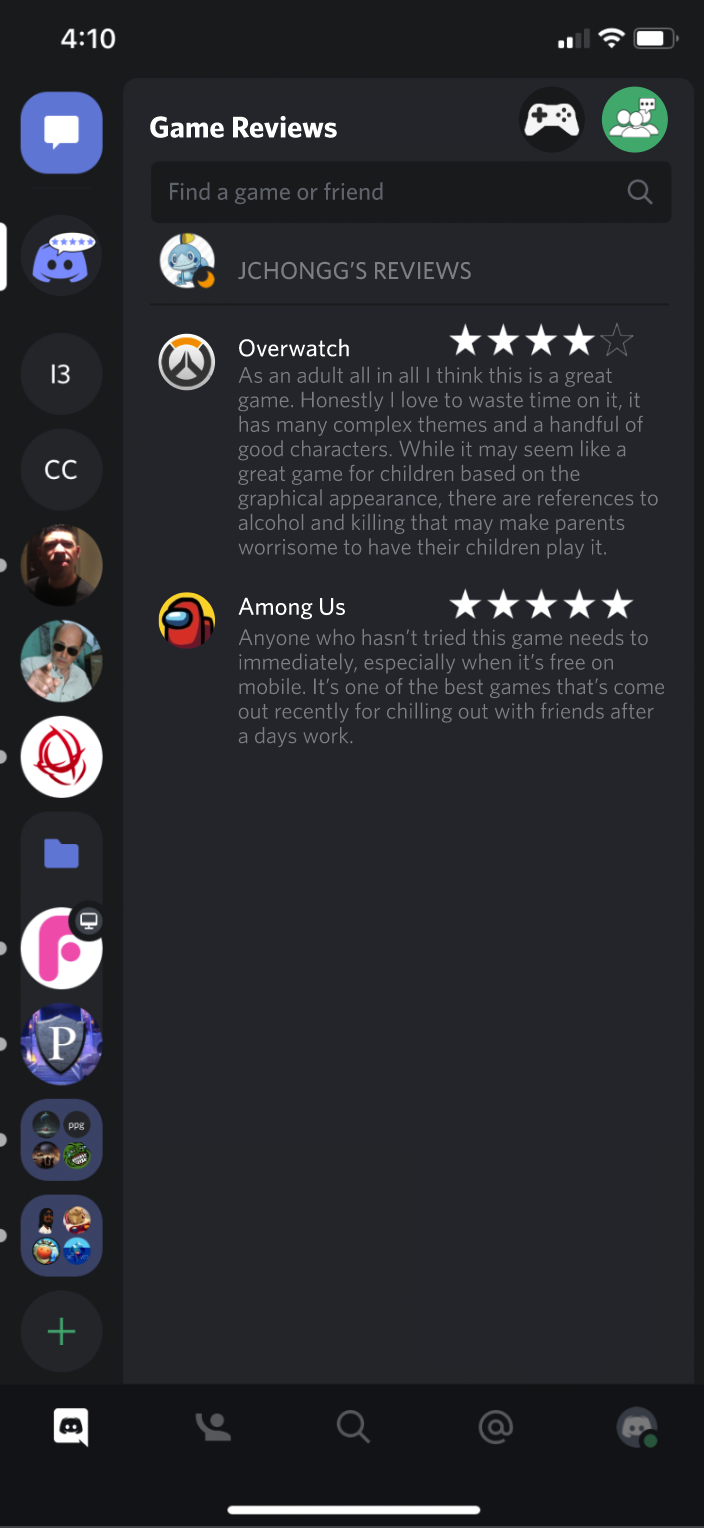 4:10
Game Reviews
Find a game or friend
JCHONGG'S REVIEWS
Overwatch
As an adult all in all I think this is a great
game. Honestly I love to waste time on it, it
has many complex themes and a handful of
good characters. While it may seem like a
great game for children based on the
graphical appearance, there are references to
alcohol and killing that may make parents
worrisome to have their children play it.
Among Us
Anyone who hasn't tried this game needs to
immediately, especially when it's free on
mobile. It's one of the best games that's come
out recently for chilling out with friends after
a days work.
I3
CC
P
ppg